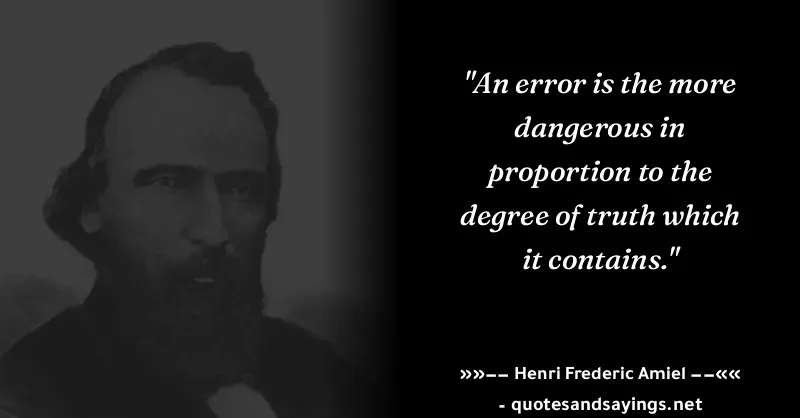 "An error is the more
dangerous in
proportion to the
degree of truth which
it contains."
»»−− Henri Frederic Amiel −−««
- quotesandsayings.net